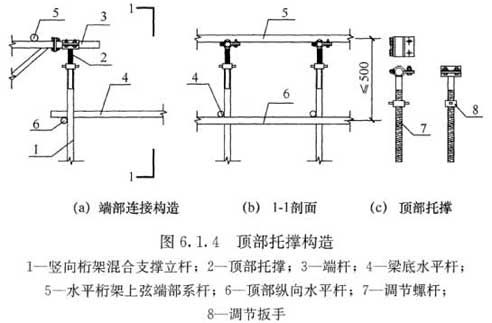 5
1
3
2
4
6
1
1
5
4
6
≤500
7
8
(a) 端部连接构造
(b) 1-1剖面
(c) 顶部托撑
图 6.1.4 顶部托撑构造
1—竖向桁架混合支撑立杆；2—顶部托撑；3—端杆；4—梁底水平杆；
5—水平桁架上弦端部系杆；6—顶部纵向水平杆；7—调节螺杆；
8—调节扳手